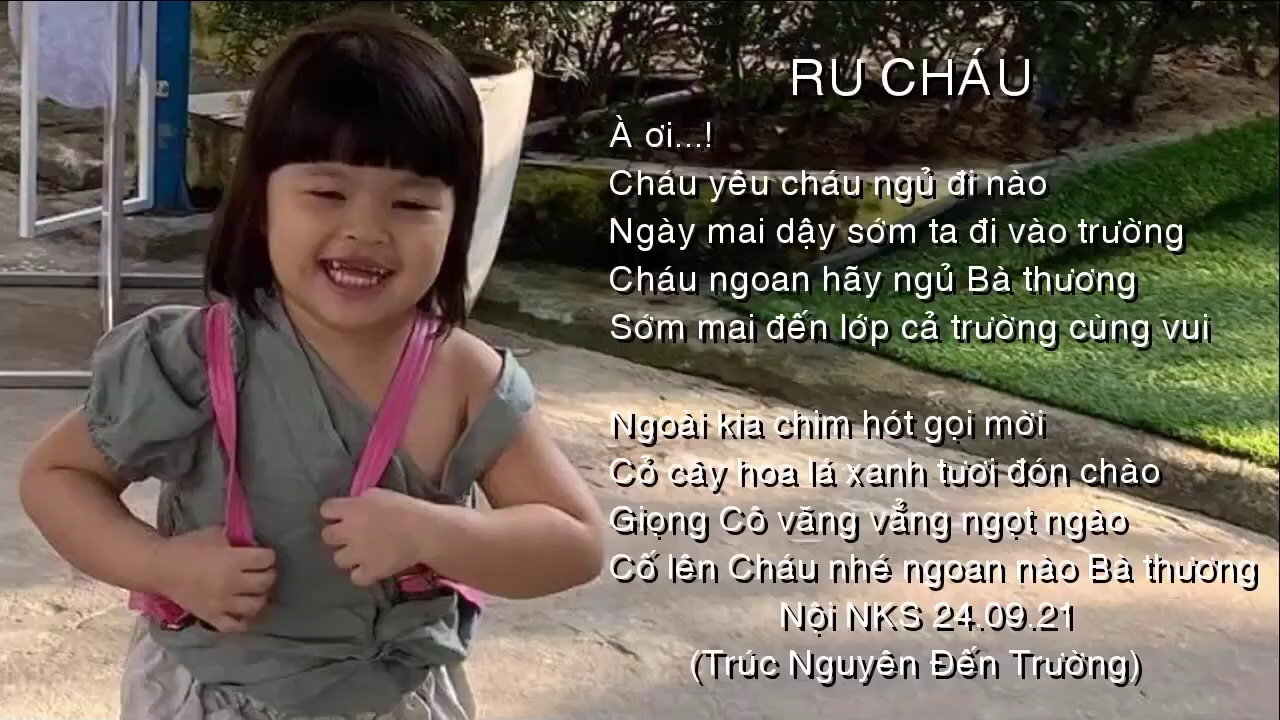 RU CHÁU
À ơi...!
Cháu yêu cháu ngủ đi nào
Ngày mai dậy sớm ta đi vào trường
Cháu ngoan hãy ngủ Bà thương
Sớm mai đến lớp cả trường cùng vui
Ngoài kia chim hót gọi mời
Cỏ cây hoa lá xanh tươi đón chào
Giọng Cô văng vẳng ngọt ngào
Cố lên Cháu nhé ngoan nào Bà thương
Nội NKS 24.09.21
(Trúc Nguyên Đến Trường)